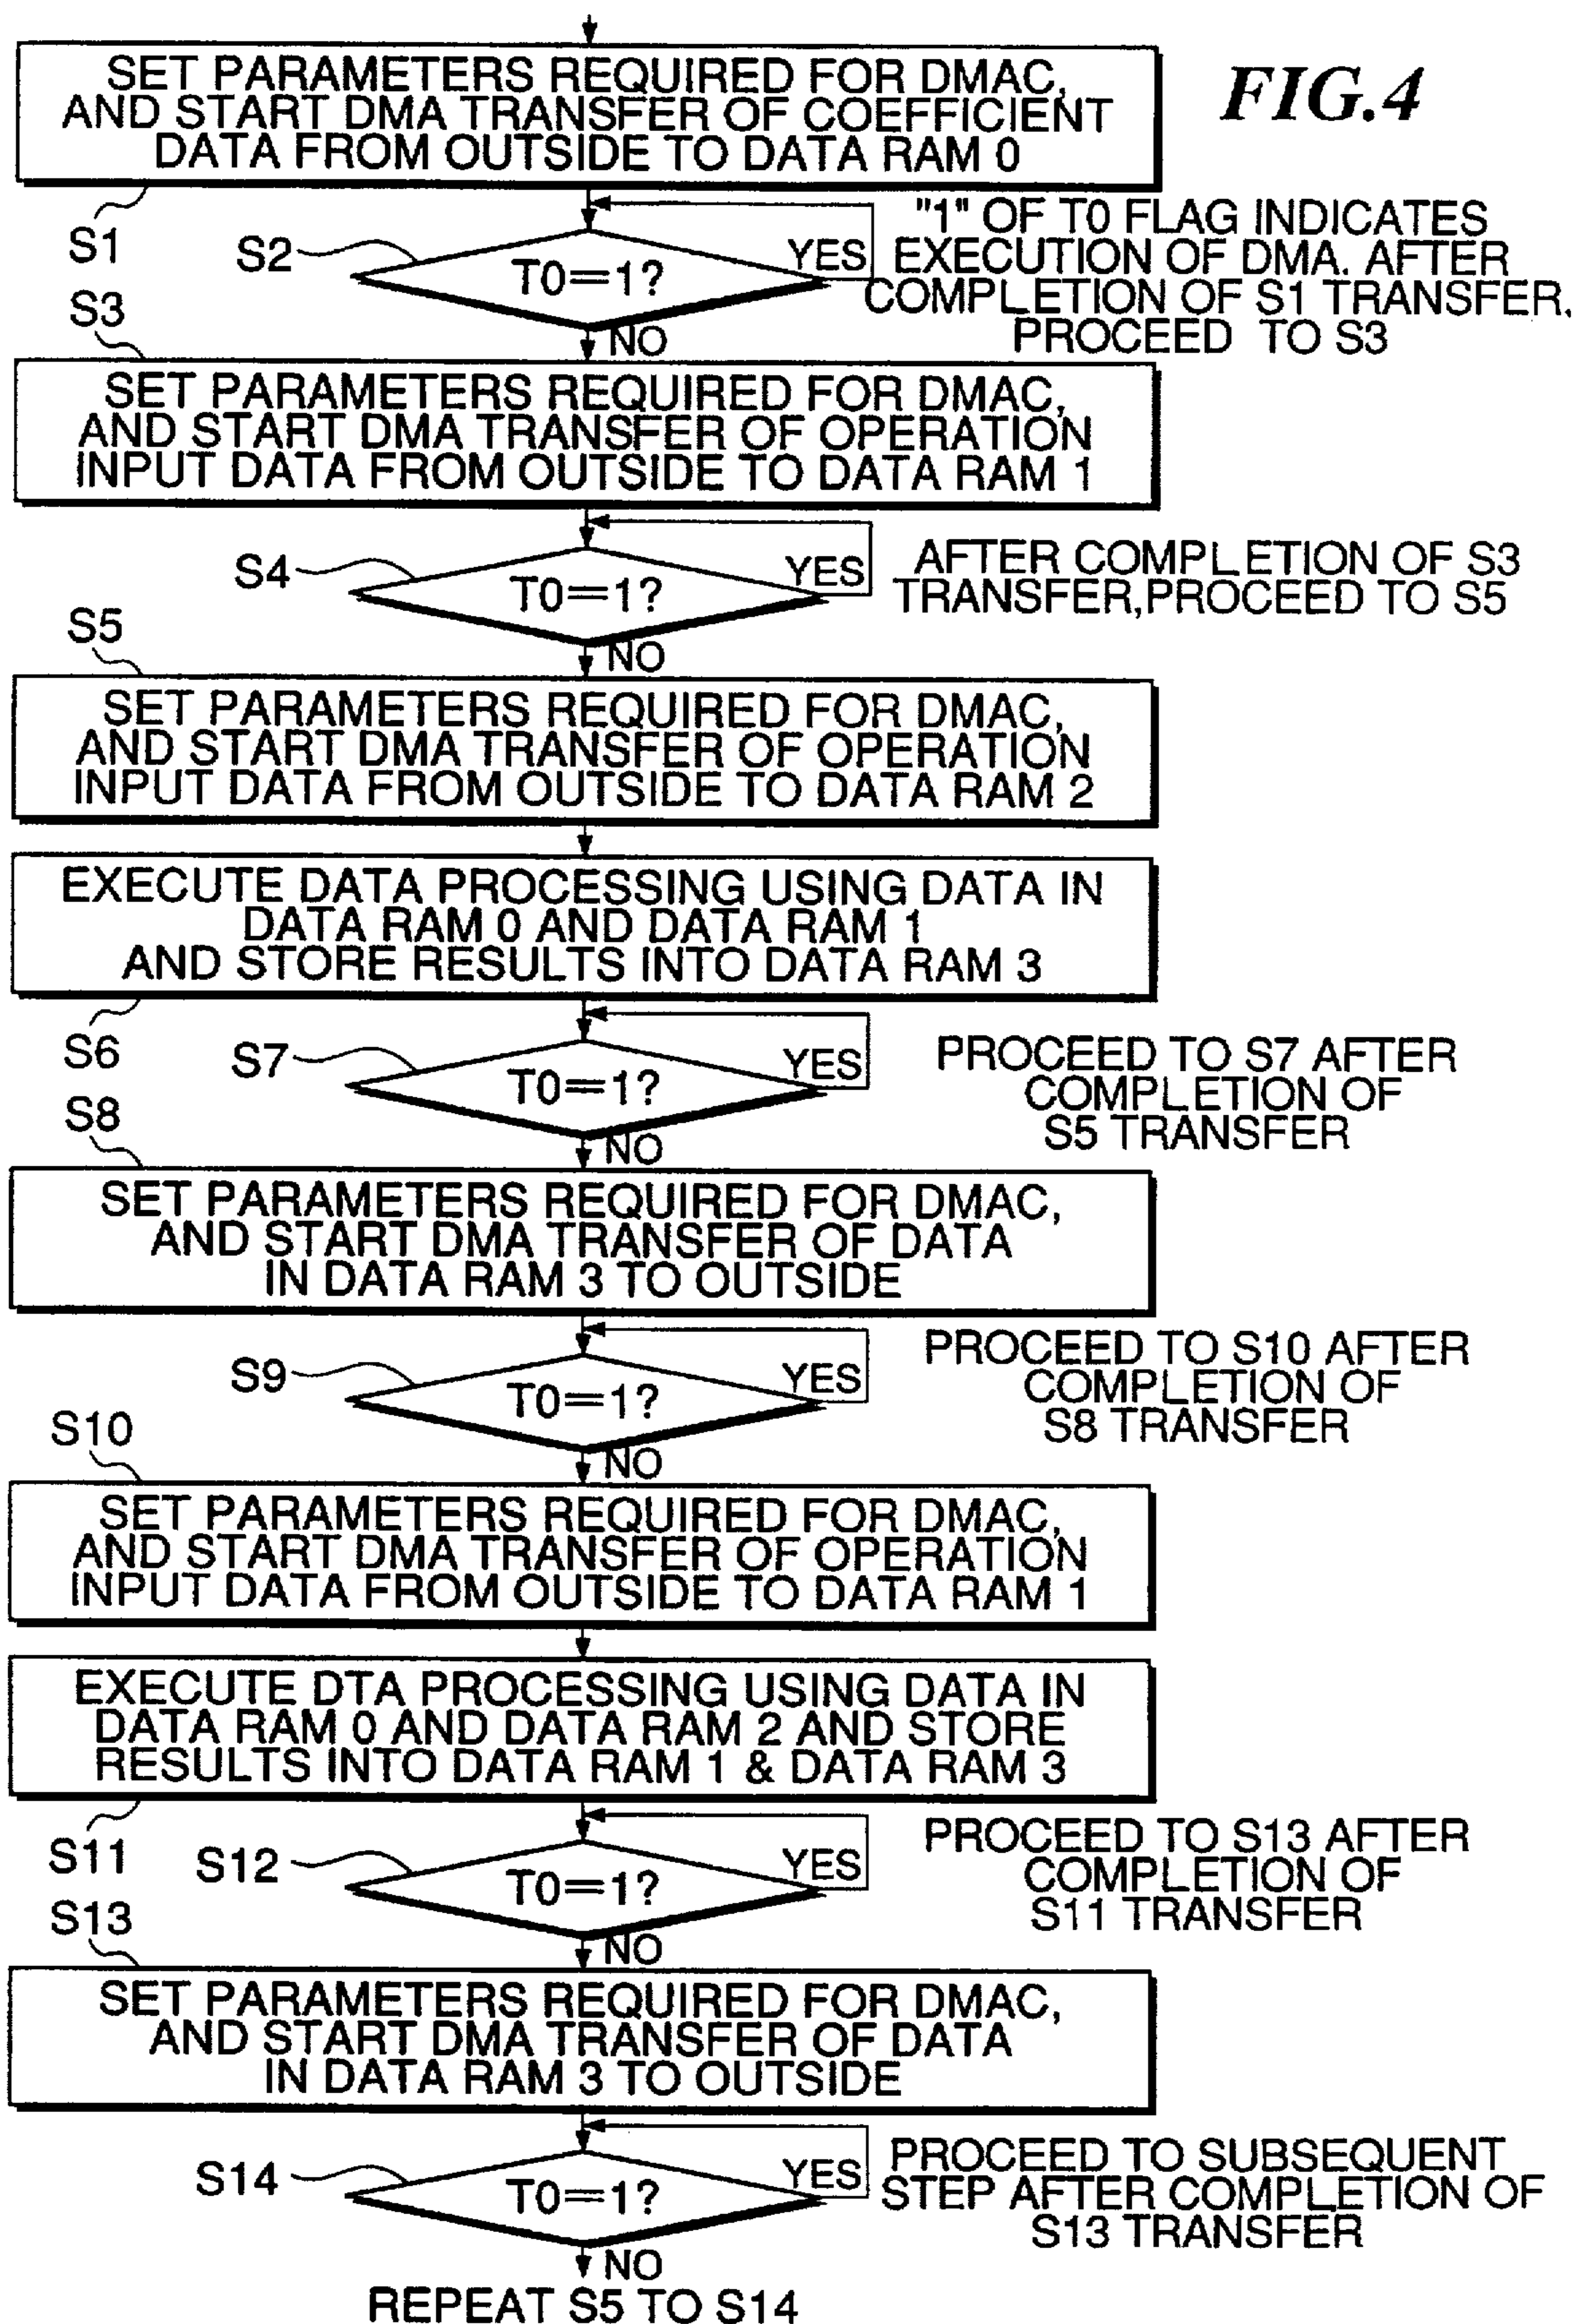 SET PARAMETERS REQUIRED FOR DMAC,
AND START DMA TRANSFER OF COEFFICIENT
DATA FROM OUTSIDE TO DATA RAM 0
FIG.4
S1
S2
T0=1?
YES
"1" OF T0 FLAG INDICATES
EXECUTION OF DMA. AFTER
COMPLETION OF S1 TRANSFER,
PROCEED TO S3
NO
S3
SET PARAMETERS REQUIRED FOR DMAC,
AND START DMA TRANSFER OF OPERATION
INPUT DATA FROM OUTSIDE TO DATA RAM 1
S4
T0=1?
YES
AFTER COMPLETION OF S3
TRANSFER,PROCEED TO S5
NO
S5
SET PARAMETERS REQUIRED FOR DMAC,
AND START DMA TRANSFER OF OPERATION
INPUT DATA FROM OUTSIDE TO DATA RAM 2
EXECUTE DATA PROCESSING USING DATA IN
DATA RAM 0 AND DATA RAM 1
AND STORE RESULTS INTO DATA RAM 3
S6
S7
T0=1?
YES
PROCEED TO S7 AFTER
COMPLETION OF
S5 TRANSFER
NO
S8
SET PARAMETERS REQUIRED FOR DMAC,
AND START DMA TRANSFER OF DATA
IN DATA RAM 3 TO OUTSIDE
S9
T0=1?
YES
PROCEED TO S10 AFTER
COMPLETION OF
S8 TRANSFER
NO
S10
SET PARAMETERS REQUIRED FOR DMAC,
AND START DMA TRANSFER OF OPERATION
INPUT DATA FROM OUTSIDE TO DATA RAM 1
EXECUTE DTA PROCESSING USING DATA IN
DATA RAM 0 AND DATA RAM 2 AND STORE
RESULTS INTO DATA RAM 1 & DATA RAM 3
S11
S12
T0=1?
YES
PROCEED TO S13 AFTER
COMPLETION OF
S11 TRANSFER
NO
S13
SET PARAMETERS REQUIRED FOR DMAC,
AND START DMA TRANSFER OF DATA
IN DATA RAM 3 TO OUTSIDE
S14
T0=1?
YES
PROCEED TO SUBSEQUENT
STEP AFTER COMPLETION OF
S13 TRANSFER
NO
REPEAT S5 TO S14